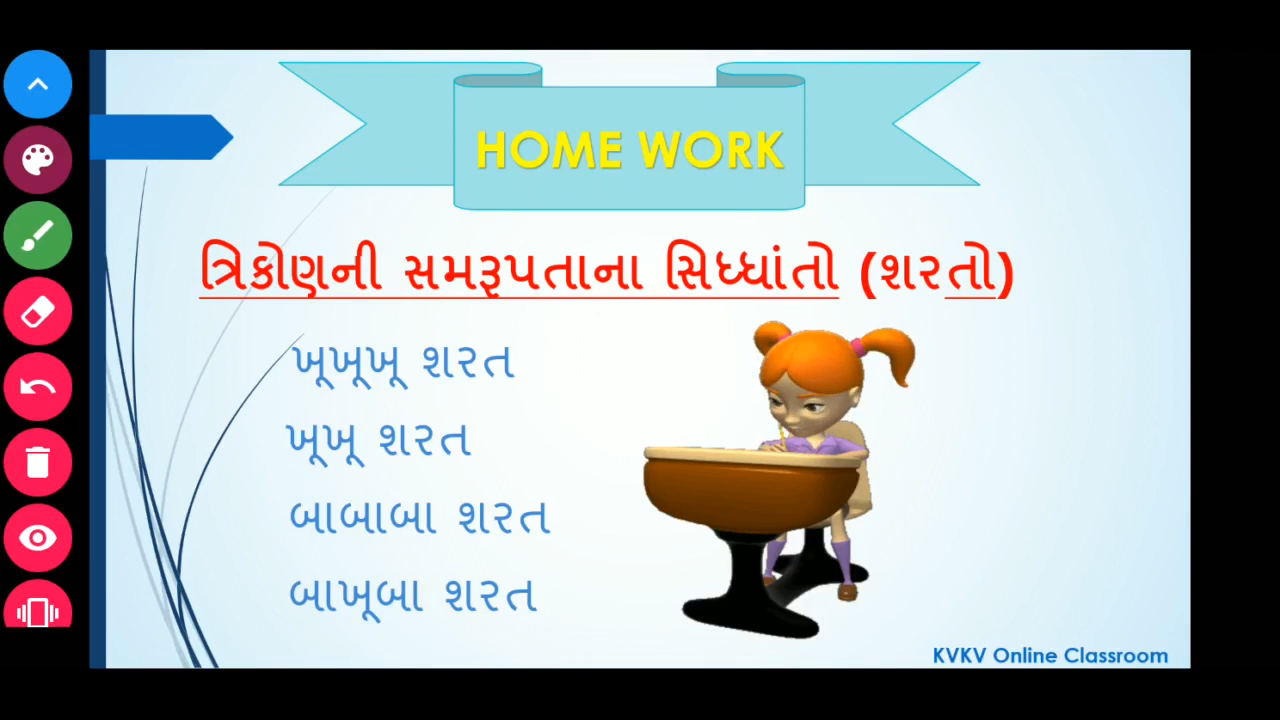 HOME WORK
ત્રિકોણની સમરૂપતાના સિધ્ધાંતો (શરતો)
ખૂખૂખૂ શરત
ખૂખૂ શરત
બાબાબા શરત
બાખૂબા શરત
KVKV Online Classroom